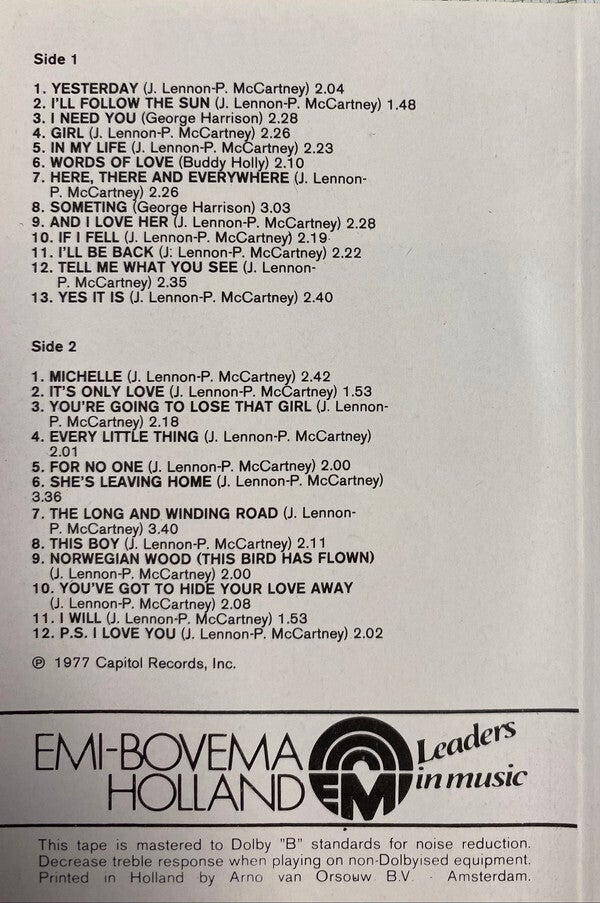 Side 1
1. YESTERDAY (J. Lennon-P. McCartney) 2.04
2. I'LL FOLLOW THE SUN (J. Lennon-P. McCartney) 1.48
3. I NEED YOU (George Harrison) 2.28
4. GIRL (J. Lennon-P. McCartney) 2.26
5. IN MY LIFE (J. Lennon-P. McCartney) 2.23
6. WORDS OF LOVE (Buddy Holly) 2.10
7. HERE, THERE AND EVERYWHERE (J. Lennon-
P. McCartney) 2.26
8. SOMETING (George Harrison) 3.03
9. AND I LOVE HER (J. Lennon-P. McCartney) 2.28
10. IF I FELL (J. Lennon-P. McCartney) 2.19
11. I'LL BE BACK (J. Lennon-P. McCartney) 2.22
12. TELL ME WHAT YOU SEE (J. Lennon-
P. McCartney) 2.35
13. YES IT IS (J. Lennon-P. McCartney) 2.40
Side 2
1. MICHELLE (J. Lennon-P. McCartney) 2.42
2. IT'S ONLY LOVE (J. Lennon-P. McCartney) 1.53
3. YOU'RE GOING TO LOSE THAT GIRL (J. Lennon-
P. McCartney) 2.18
4. EVERY LITTLE THING (J. Lennon-P. McCartney)
2.01
5. FOR NO ONE (J. Lennon-P. McCartney) 2.00
6. SHE'S LEAVING HOME (J. Lennon-P. McCartney)
3.36
7. THE LONG AND WINDING ROAD (J. Lennon-
P. McCartney) 3.40
8. THIS BOY (J. Lennon-P. McCartney) 2.11
9. NORWEGIAN WOOD (THIS BIRD HAS FLOWN)
(J. Lennon-P. McCartney) 2.00
10. YOU'VE GOT TO HIDE YOUR LOVE AWAY
(J. Lennon-P. McCartney) 2.08
11. I WILL (J. Lennon-P. McCartney) 1.53
12. P.S. I LOVE YOU (J. Lennon-P. McCartney) 2.02
℗ 1977 Capitol Records, Inc.
EMI-BOVEMA
HOLLAND
EMI
Leaders
in music
This tape is mastered to Dolby "B" standards for noise reduction.
Decrease treble response when playing on non-Dolbyised equipment.
Printed in Holland by Arno van Orsouw B.V. - Amsterdam.